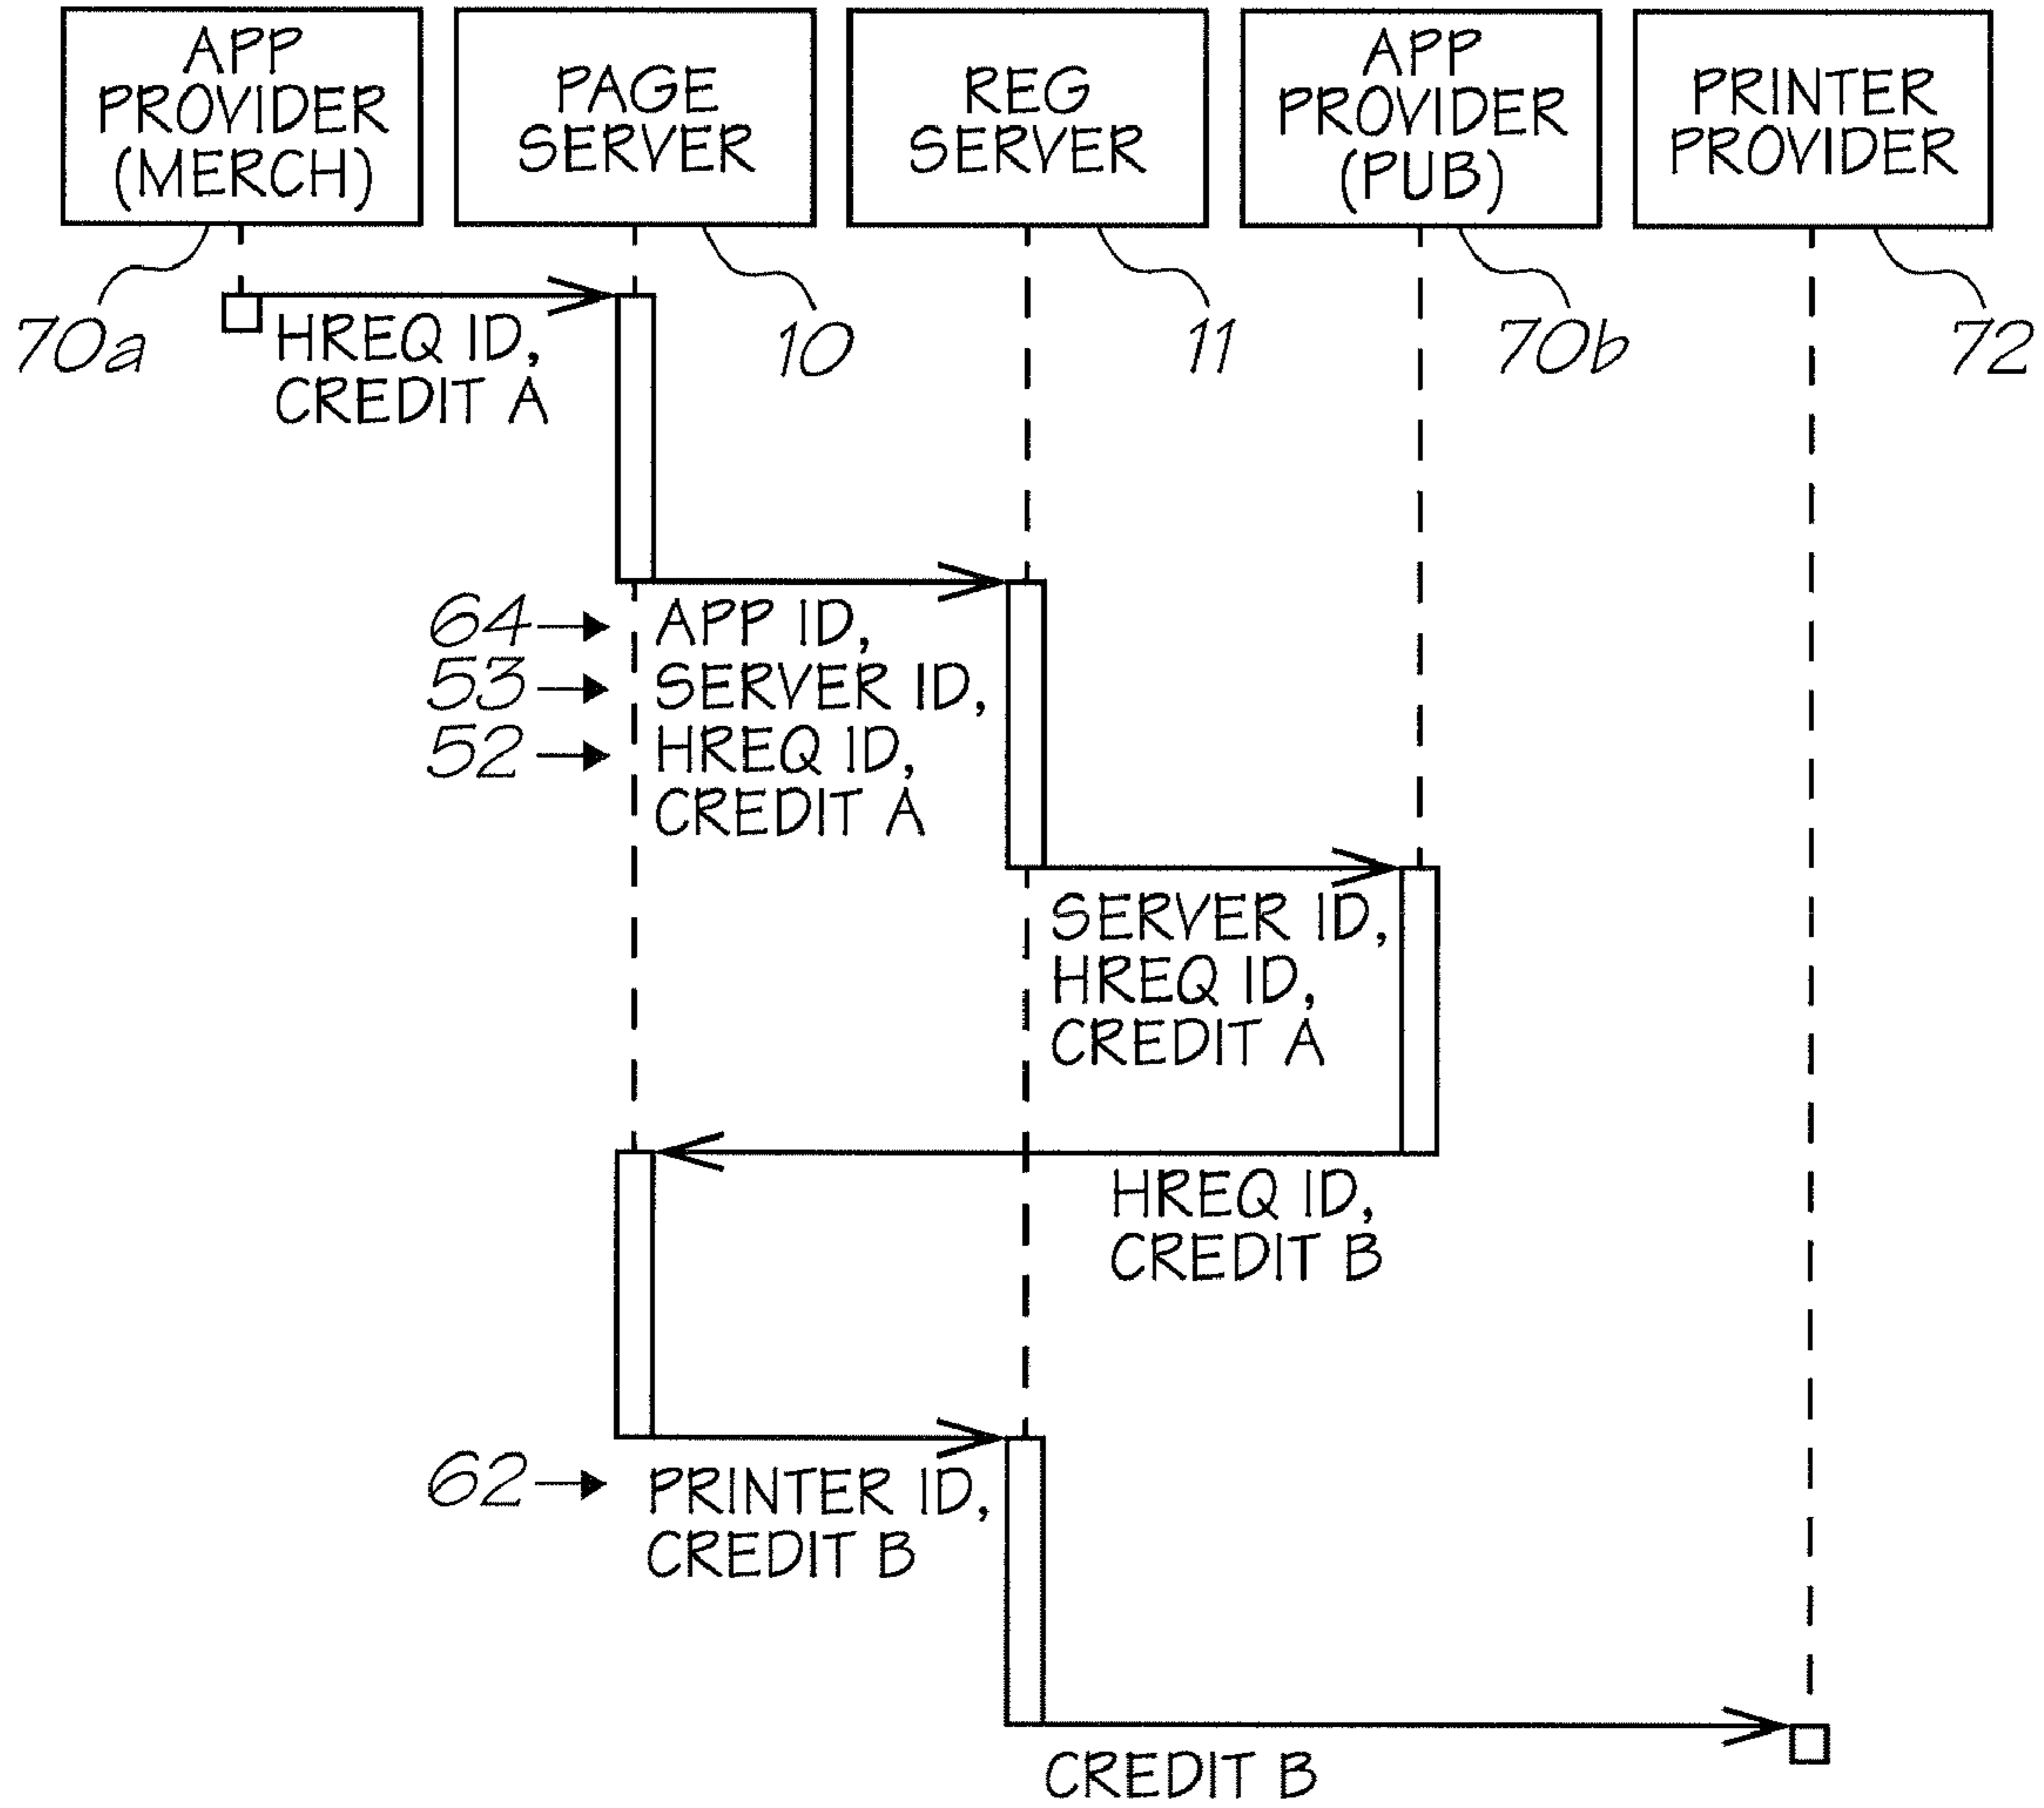 APP
PROVIDER
(MERCH)
PAGE
SERVER
REG
SERVER
APP
PROVIDER
(PUB)
PRINTER
PROVIDER
70a
10
11
70b
72
HREQ ID,
CREDIT A
64
APP ID,
53
SERVER ID,
52
HREQ ID,
CREDIT A
SERVER ID,
HREQ ID,
CREDIT A
HREQ ID,
CREDIT B
62
PRINTER ID,
CREDIT B
CREDIT B